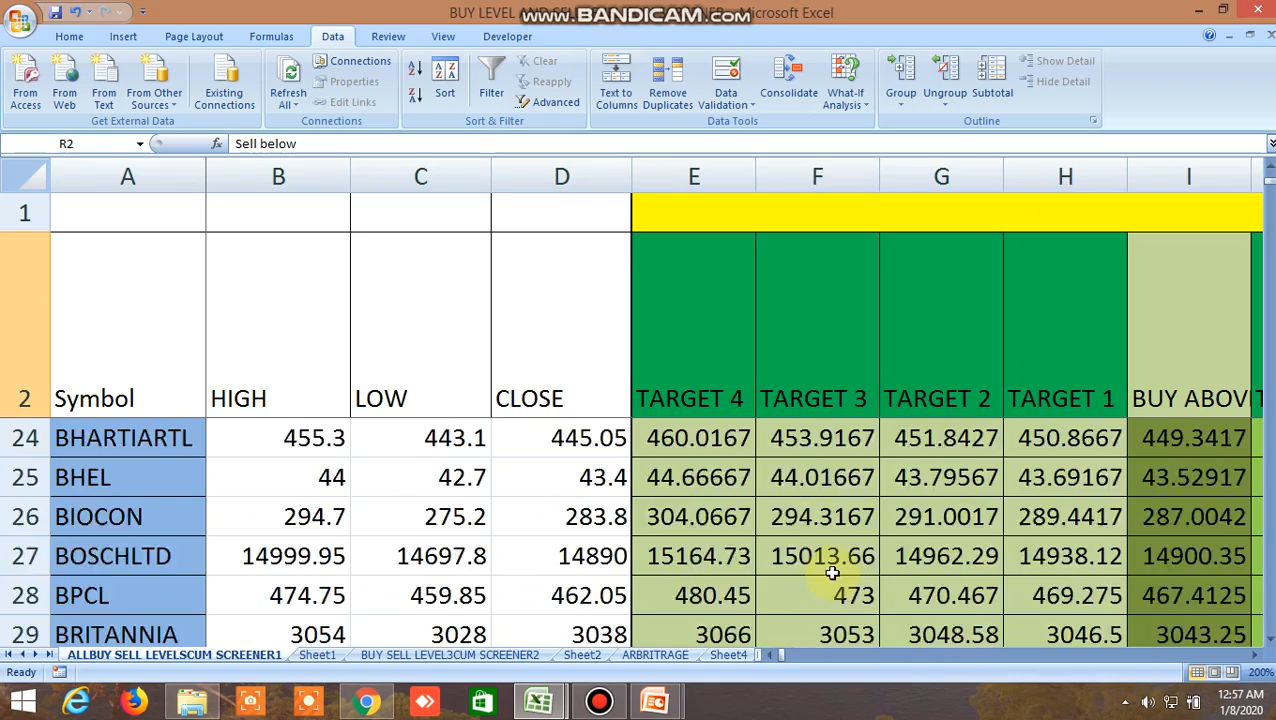 BUY LEVEL AND SEL
www.BANDICAM.com
Microsoft Excel
Home Insert Page Layout Formulas Data Review View Developer
From Access
From Web
From Text
From Other Sources
Existing Connections
Get External Data
Refresh All
Connections
Properties
Edit Links
Connections
Sort
Filter
Clear
Reapply
Advanced
Sort & Filter
Text to Columns
Remove Duplicates
Data Validation
Consolidate
What-If Analysis
Data Tools
Group
Ungroup
Subtotal
Show Detail
Hide Detail
Outline
R2 fx Sell below
A B C D E F G H I
1
2 Symbol HIGH LOW CLOSE TARGET 4 TARGET 3 TARGET 2 TARGET 1 BUY ABOV
24 BHARTIARTL 455.3 443.1 445.05 460.0167 453.9167 451.8427 450.8667 449.3417
25 BHEL 44 42.7 43.4 44.66667 44.01667 43.79567 43.69167 43.52917
26 BIOCON 294.7 275.2 283.8 304.0667 294.3167 291.0017 289.4417 287.0042
27 BOSCHLTD 14999.95 14697.8 14890 15164.73 15013.66 14962.29 14938.12 14900.35
28 BPCL 474.75 459.85 462.05 480.45 473 470.467 469.275 467.4125
29 BRITANNIA 3054 3028 3038 3066 3053 3048.58 3046.5 3043.25
ALLBUY SELL LEVELSCUM SCREENER1 Sheet1 BUY SELL LEVEL3CUM SCREENER2 Sheet2 ARBRITRAGE Sheet4
Ready 200%
12:57 AM
1/8/2020